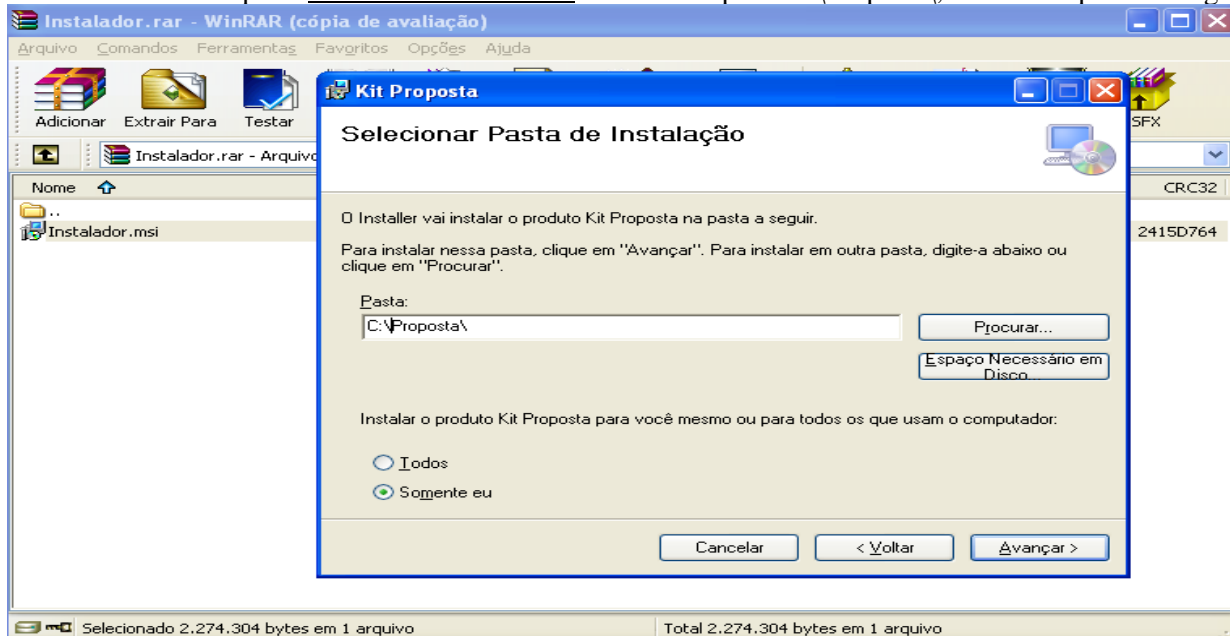 Instalador.rar - WinRAR (cópia de avaliação)
Arquivo Comandos Ferramentas Favoritos Opções Ajuda
Adicionar Extrair Para Testar SFX
Instalador.rar - Arquivo
Nome CRC32
..
Instalador.msi 2415D764
Kit Proposta
Selecionar Pasta de Instalação
O Installer vai instalar o produto Kit Proposta na pasta a seguir.
Para instalar nessa pasta, clique em "Avançar". Para instalar em outra pasta, digite-a abaixo ou
clique em "Procurar".
Pasta:
C:\Proposta\
Procurar...
Espaço Necessário em
Disco...
Instalar o produto Kit Proposta para você mesmo ou para todos os que usam o computador:
Todos
Somente eu
Cancelar < Voltar Avançar >
Selecionado 2.274.304 bytes em 1 arquivo Total 2.274.304 bytes em 1 arquivo